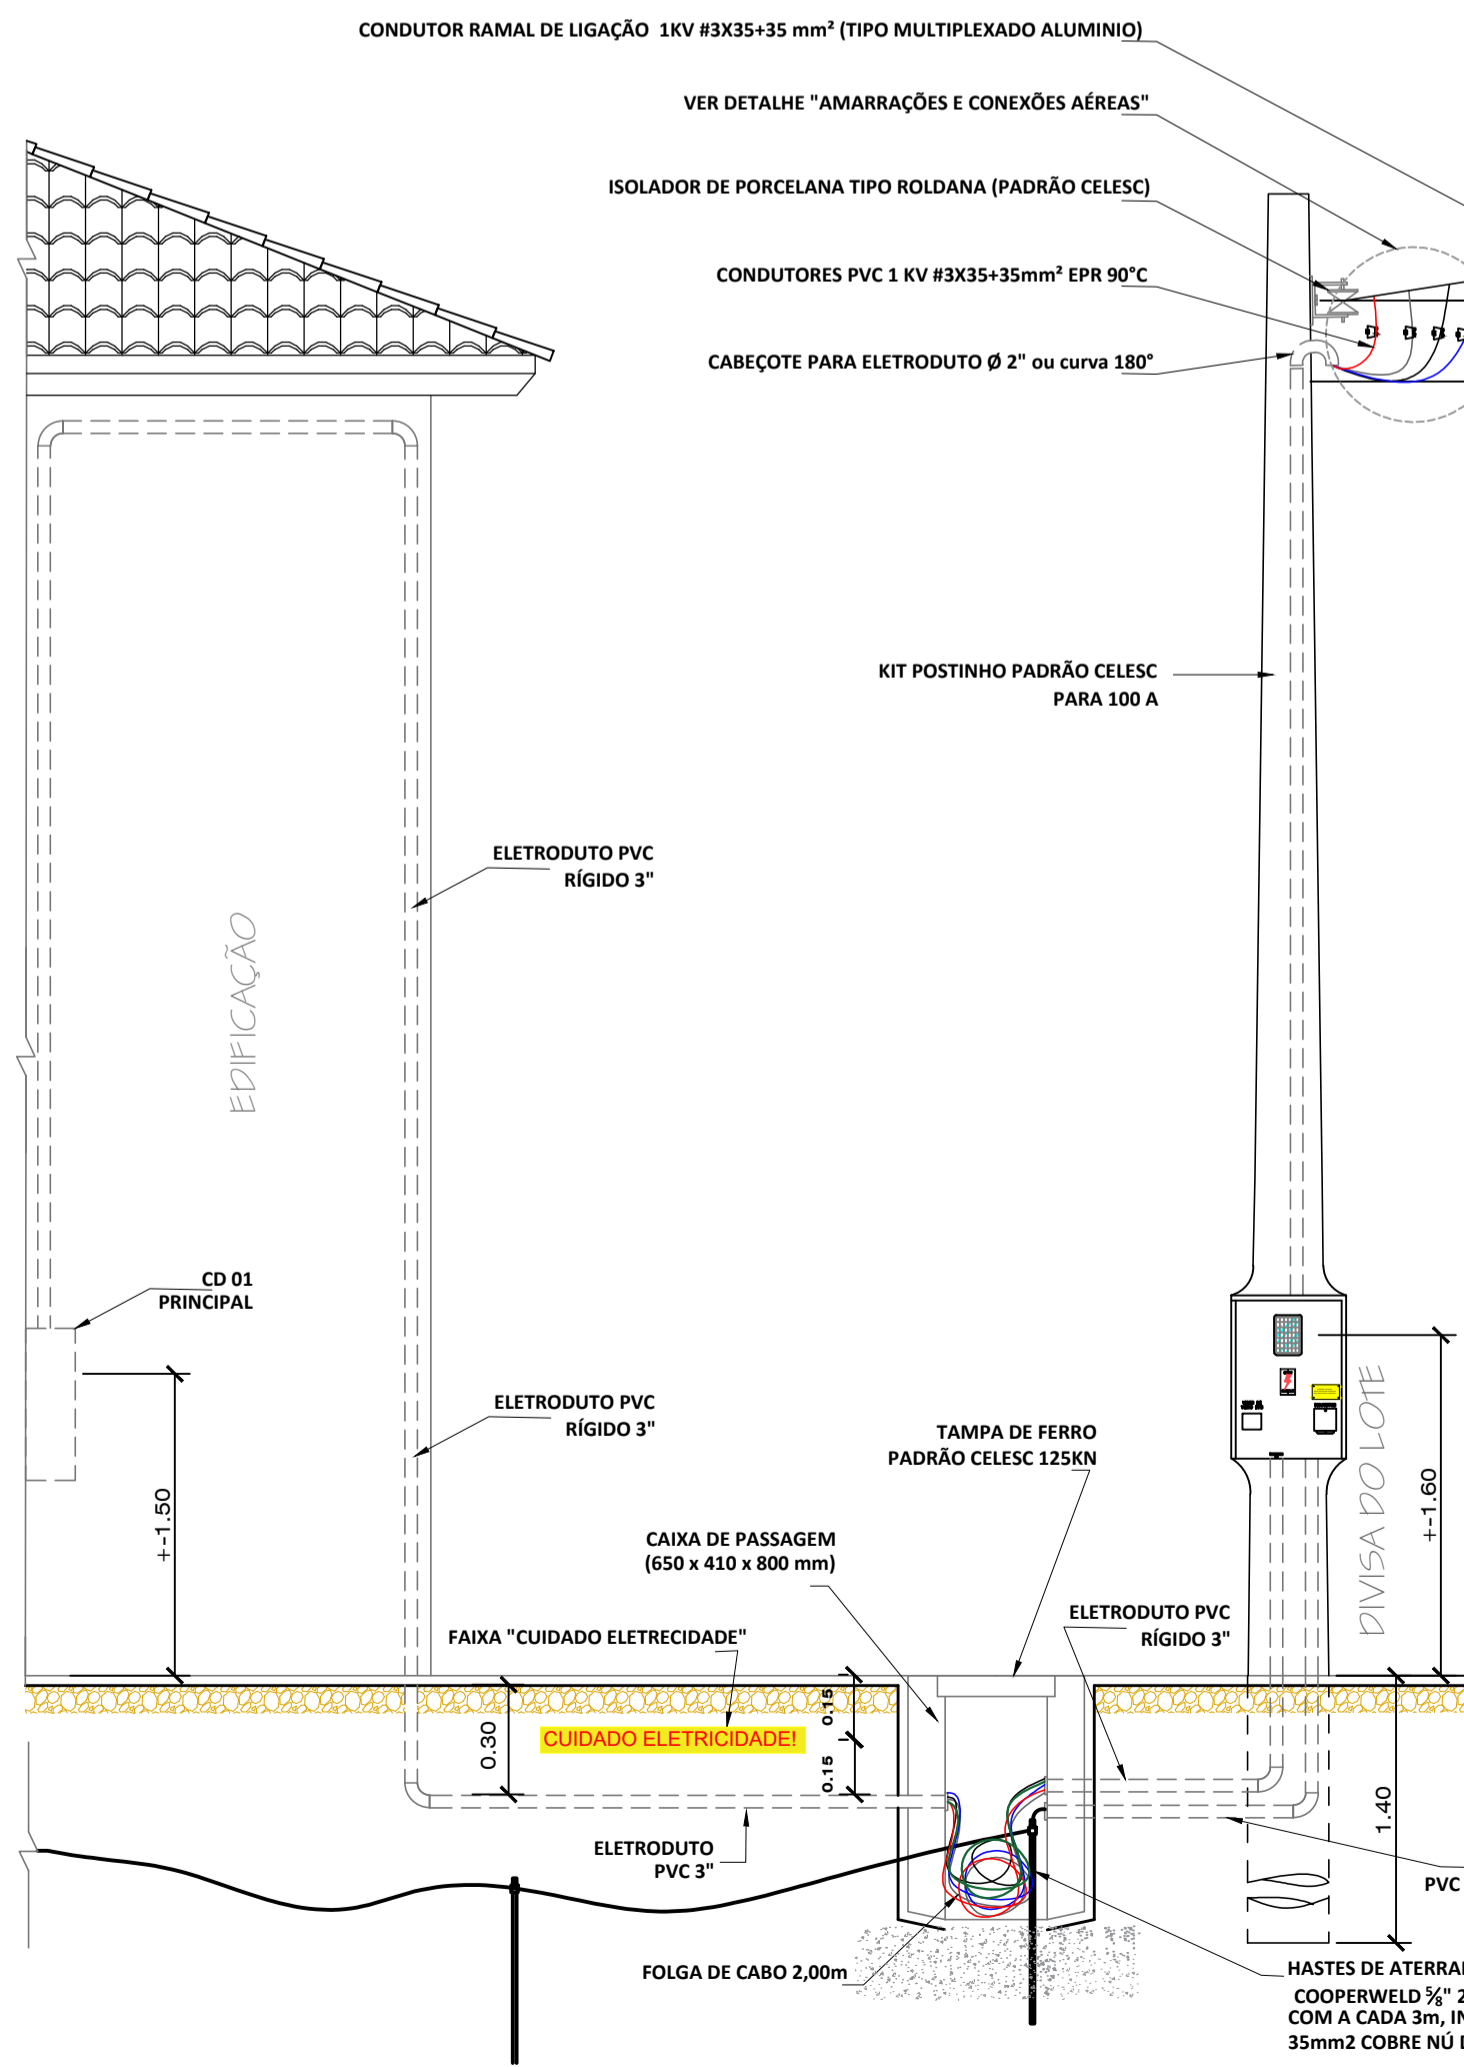 CONDUTOR RAMAL DE LIGAÇÃO 1KV #3X35+35 mm² (TIPO MULTIPLEXADO ALUMINIO)
VER DETALHE "AMARRAÇÕES E CONEXÕES AÉREAS"
ISOLADOR DE PORCELANA TIPO ROLDANA (PADRÃO CELESC)
CONDUTORES PVC 1 KV #3X35+35mm² EPR 90°C
CABEÇOTE PARA ELETRODUTO Ø 2" ou curva 180°
KIT POSTINHO PADRÃO CELESC
PARA 100 A
ELETRODUTO PVC
RÍGIDO 3"
EDIFICAÇÃO
CD 01
PRINCIPAL
+-1.50
ELETRODUTO PVC
RÍGIDO 3"
TAMPA DE FERRO
PADRÃO CELESC 125KN
DIVISA DO LOTE
+-1.60
CAIXA DE PASSAGEM
(650 x 410 x 800 mm)
ELETRODUTO PVC
RÍGIDO 3"
FAIXA "CUIDADO ELETRECIDADE"
0.30
CUIDADO ELETRICIDADE!
0.15
0.15
1.40
ELETRODUTO
PVC 3"
PVC
FOLGA DE CABO 2,00m
HASTES DE ATERRA
COOPERWELD ⅝" 2
COM A CADA 3m, IN
35mm2 COBRE NÚ D